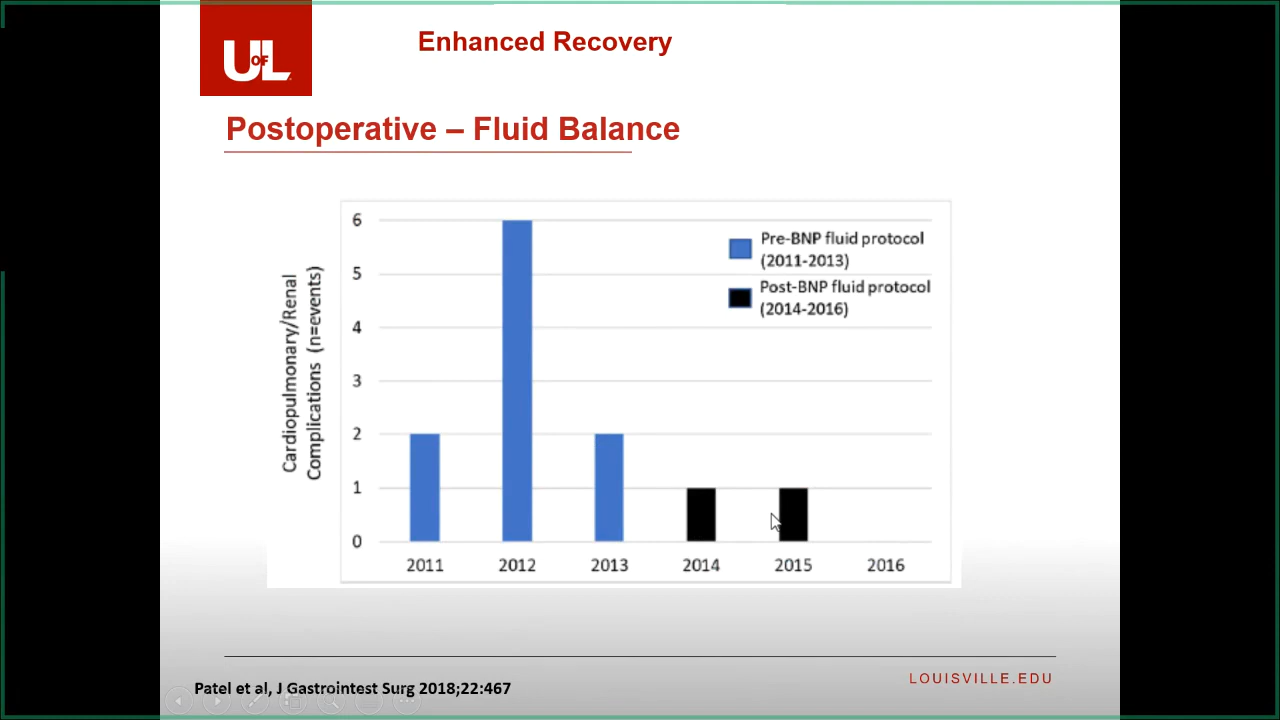 UofL
Enhanced Recovery
Postoperative – Fluid Balance
Cardiopulmonary/Renal
Complications (n=events)
6
5
4
3
2
1
0
Pre-BNP fluid protocol
(2011-2013)
Post-BNP fluid protocol
(2014-2016)
2011 2012 2013 2014 2015 2016
LOUISVILLE.EDU
Patel et al, J Gastrointest Surg 2018;22:467